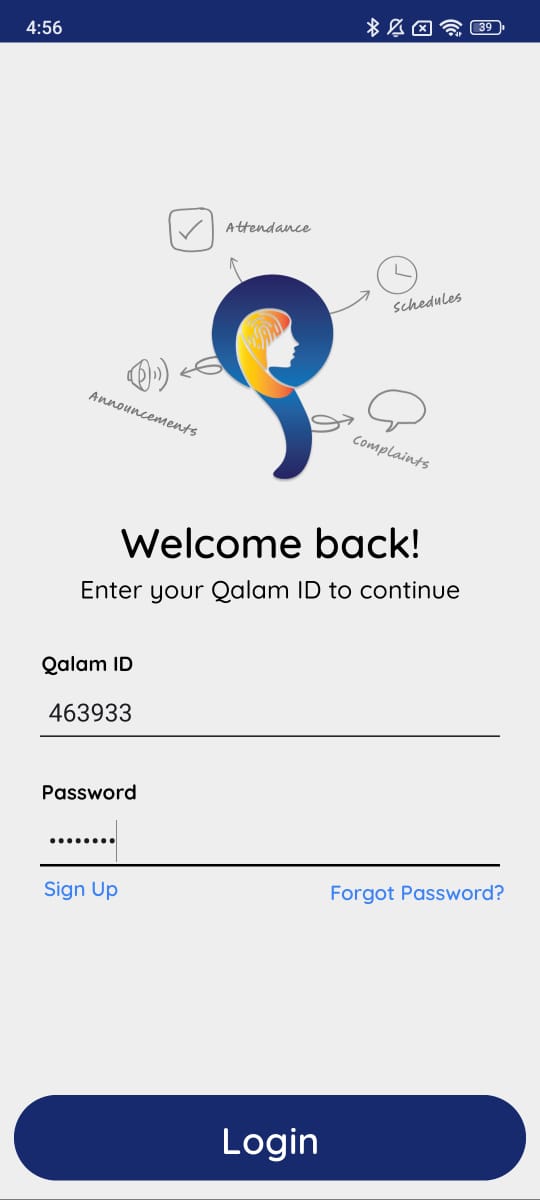 4:56
39
Attendance
Schedules
Announcements
Complaints
Welcome back!
Enter your Qalam ID to continue
Qalam ID
463933
Password
••••••••
Sign Up
Forgot Password?
Login